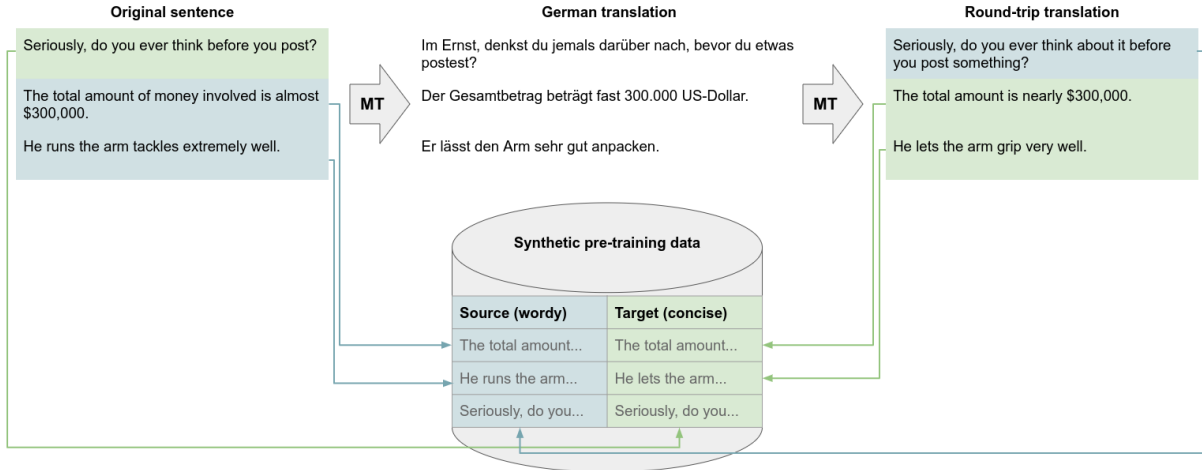 Original sentence
German translation
Round-trip translation
Seriously, do you ever think before you post?
Im Ernst, denkst du jemals darüber nach, bevor du etwas
postest?
Seriously, do you ever think about it before
you post something?
The total amount of money involved is almost
$300,000.
MT
Der Gesamtbetrag beträgt fast 300.000 US-Dollar.
MT
The total amount is nearly $300,000.
He runs the arm tackles extremely well.
Er lässt den Arm sehr gut anpacken.
He lets the arm grip very well.
Synthetic pre-training data
Source (wordy)
Target (concise)
The total amount...
The total amount...
He runs the arm...
He lets the arm...
Seriously, do you...
Seriously, do you...